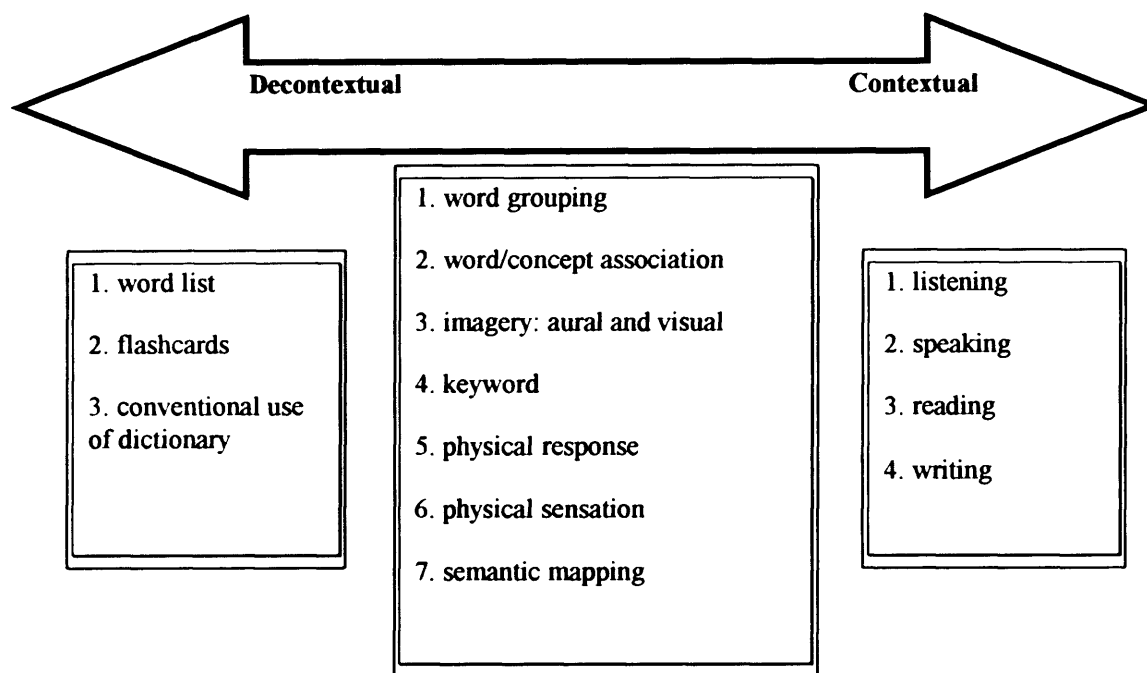 Decontextual
Contextual
1. word list
2. flashcards
3. conventional use
of dictionary
1. word grouping
2. word/concept association
3. imagery: aural and visual
4. keyword
5. physical response
6. physical sensation
7. semantic mapping
1. listening
2. speaking
3. reading
4. writing